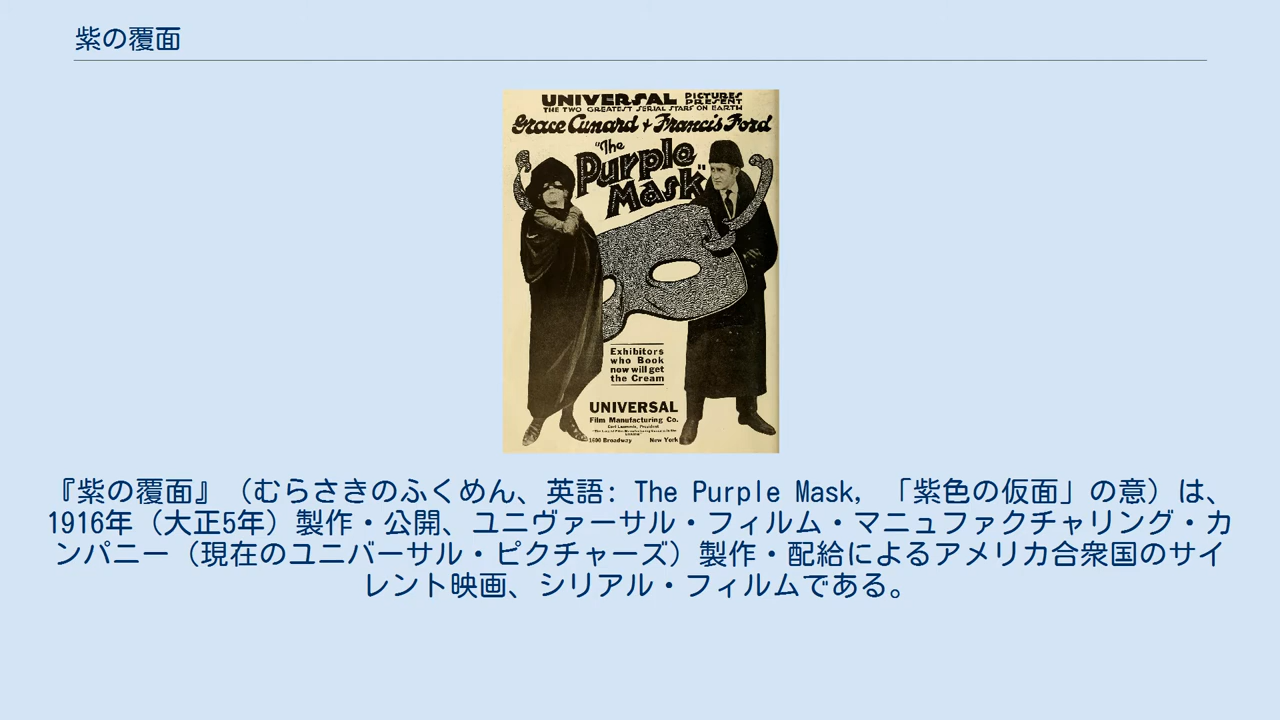 紫の覆面
UNIVERSAL PICTURES PRESENT
THE TWO GREATEST SERIAL STARS ON EARTH
Grace Cunard + Francis Ford
"The
Purple
Mask"
Exhibitors
who Book
now will get
the Cream
UNIVERSAL
Film Manufacturing Co.
Carl Laemmle, President
1600 Broadway New York
『紫の覆面』（むらさきのふくめん、英語: The Purple Mask, 「紫色の仮面」の意）は、
1916年（大正5年）製作・公開、ユニヴァーサル・フィルム・マニュファクチャリング・カ
ンパニー（現在のユニバーサル・ピクチャーズ）製作・配給によるアメリカ合衆国のサイ
レント映画、シリアル・フィルムである。